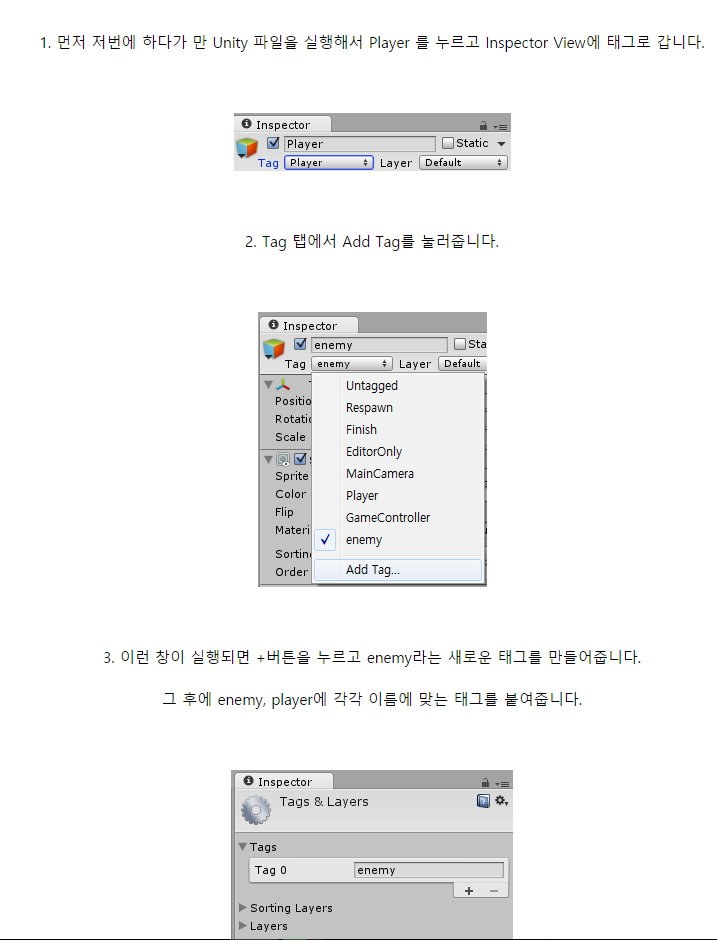 1. 먼저 저번에 하다가 만 Unity 파일을 실행해서 Player 를 누르고 Inspector View에 태그로 갑니다.
Inspector
Player
Static
Tag Player Layer Default
2. Tag 탭에서 Add Tag를 눌러줍니다.
Inspector
enemy
Sta
Tag enemy Layer Default
Untagged
Positio
Respawn
Rotati
Finish
Scale
EditorOnly
MainCamera
Sprite
Player
Color
GameController
Flip
Materi
enemy
Sortin
Add Tag...
Order
3. 이런 창이 실행되면 +버튼을 누르고 enemy라는 새로운 태그를 만들어줍니다.
그 후에 enemy, player에 각각 이름에 맞는 태그를 붙여줍니다.
Inspector
Tags & Layers
Tags
Tag 0 enemy
+ −
Sorting Layers
Layers